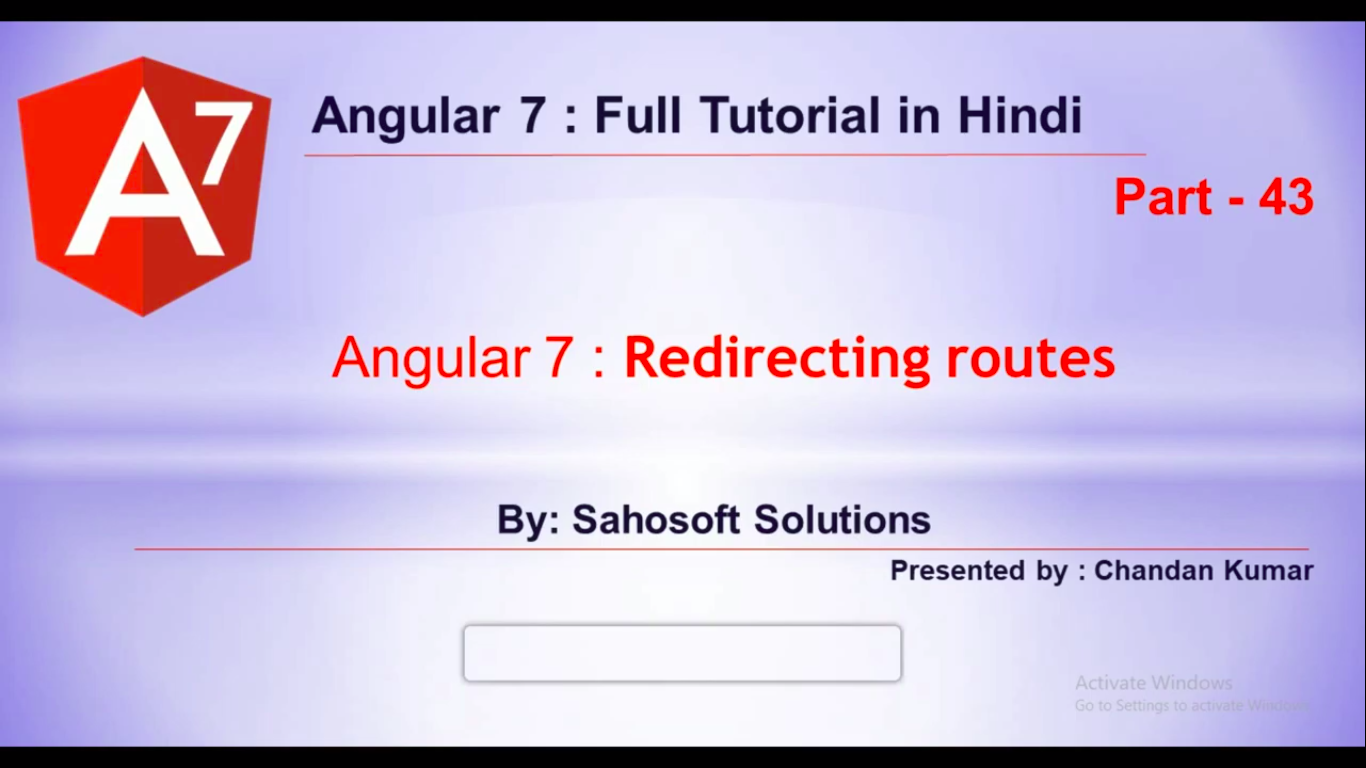 A7
Angular 7 : Full Tutorial in Hindi
Part - 43
Angular 7 : Redirecting routes
By: Sahosoft Solutions
Presented by : Chandan Kumar
Activate Windows
Go to Settings to activate Windows